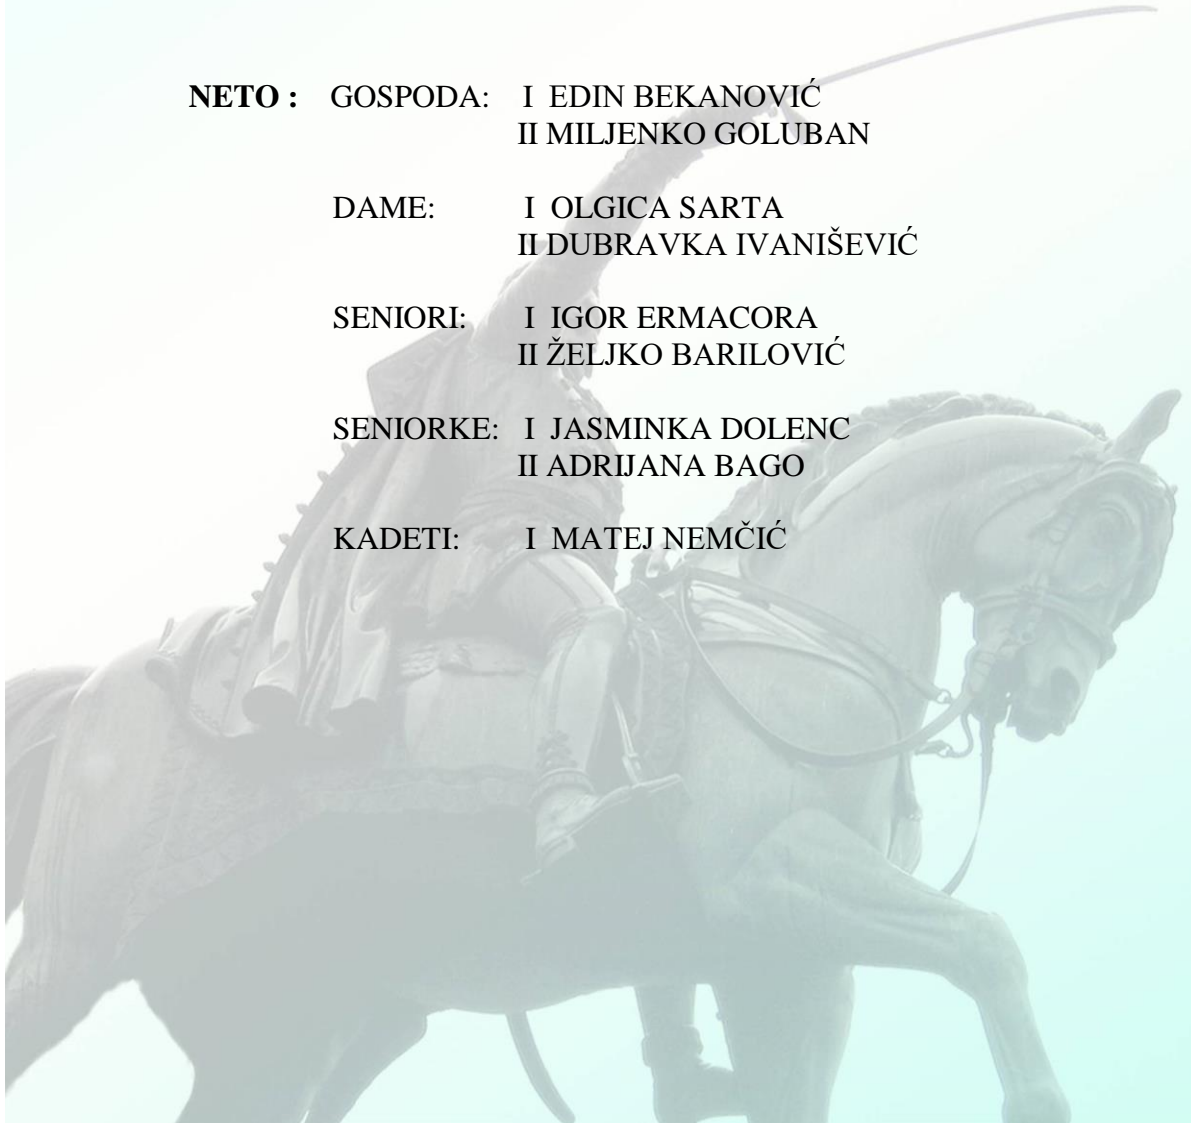 NETO : GOSPODA: I EDIN BEKANOVIĆ
II MILJENKO GOLUBAN
DAME: I OLGICA SARTA
II DUBRAVKA IVANIŠEVIĆ
SENIORI: I IGOR ERMACORA
II ŽELJKO BARILOVIĆ
SENIORKE: I JASMINKA DOLENC
II ADRIJANA BAGO
KADETI: I MATEJ NEMČIĆ